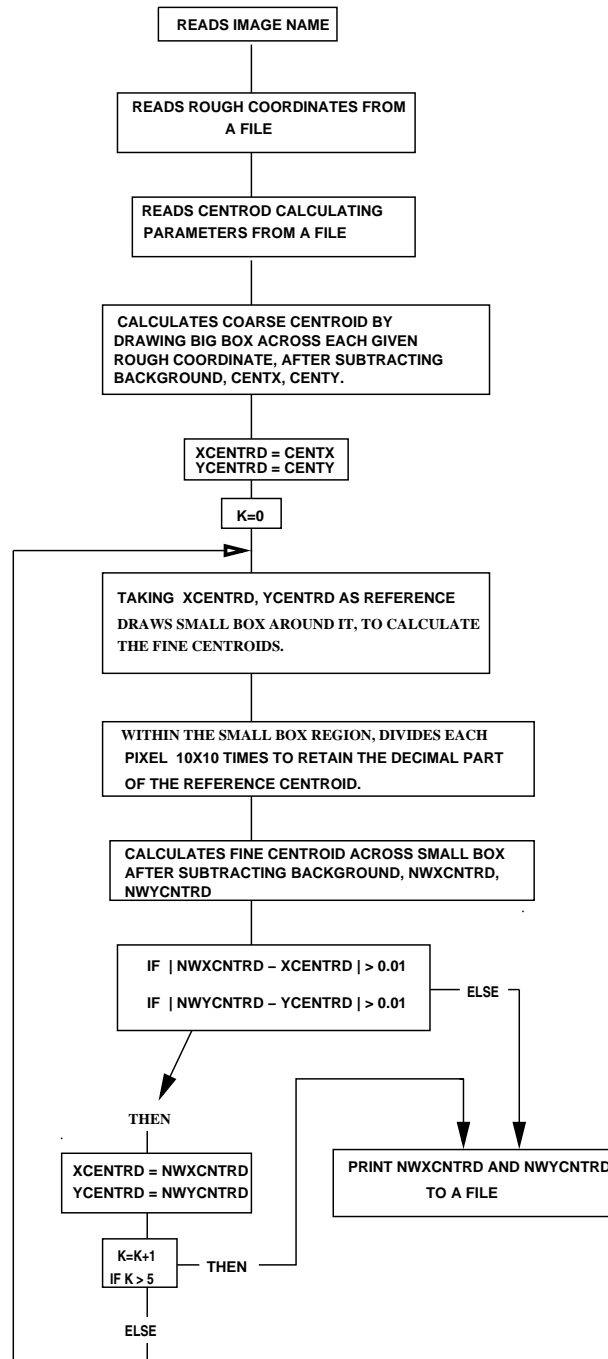 READS IMAGE NAME
READS ROUGH COORDINATES FROM
A FILE
READS CENTROD CALCULATING
PARAMETERS FROM A FILE
CALCULATES COARSE CENTROID BY
DRAWING BIG BOX ACROSS EACH GIVEN
ROUGH COORDINATE, AFTER SUBTRACTING
BACKGROUND, CENTX, CENTY.
XCENTRD = CENTX
YCENTRD = CENTY
K=0
TAKING XCENTRD, YCENTRD AS REFERENCE
DRAWS SMALL BOX AROUND IT, TO CALCULATE
THE FINE CENTROIDS.
WITHIN THE SMALL BOX REGION, DIVIDES EACH
PIXEL 10X10 TIMES TO RETAIN THE DECIMAL PART
OF THE REFERENCE CENTROID.
CALCULATES FINE CENTROID ACROSS SMALL BOX
AFTER SUBTRACTING BACKGROUND, NWXCNTRD,
NWYCNTRD
IF | NWXCNTRD – XCENTRD | > 0.01
IF | NWYCNTRD – YCENTRD | > 0.01
ELSE
THEN
XCENTRD = NWXCNTRD
YCENTRD = NWYCNTRD
PRINT NWXCNTRD AND NWYCNTRD
TO A FILE
K=K+1
IF K > 5
THEN
ELSE